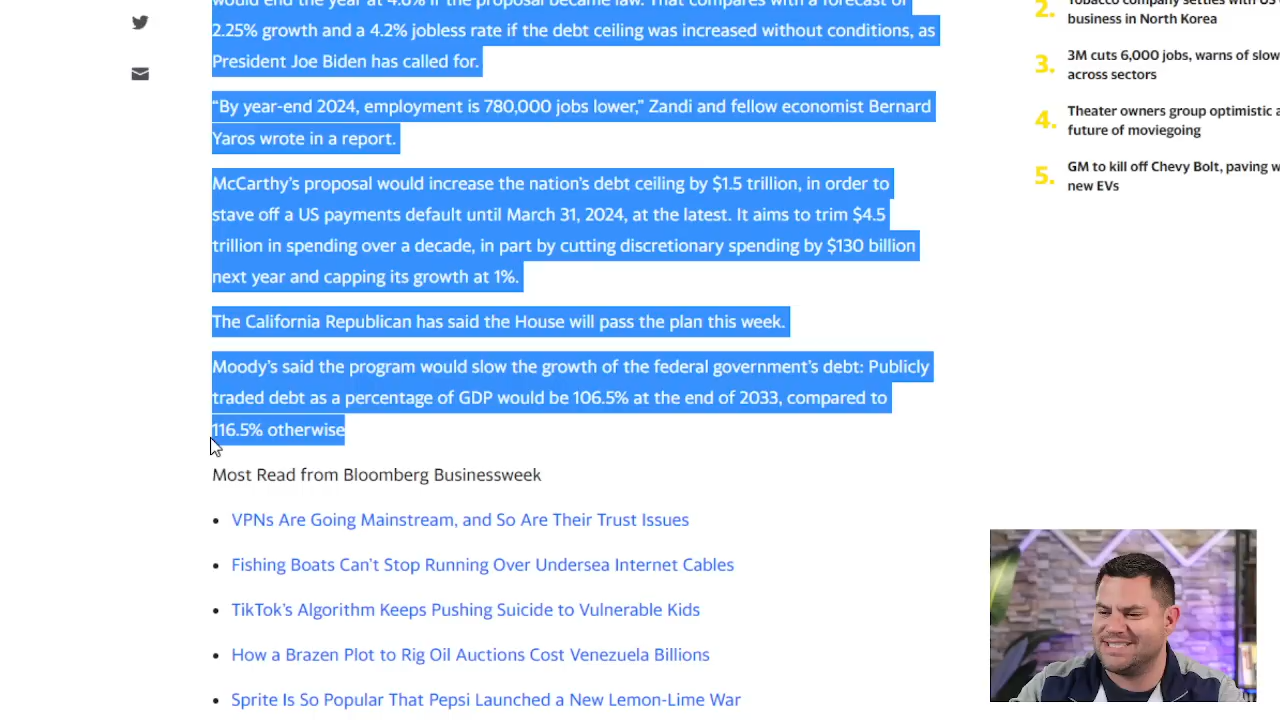 would end the year at 4.6% if the proposal became law. That compares with a forecast of
2.25% growth and a 4.2% jobless rate if the debt ceiling was increased without conditions, as
President Joe Biden has called for.
“By year-end 2024, employment is 780,000 jobs lower,” Zandi and fellow economist Bernard
Yaros wrote in a report.
McCarthy’s proposal would increase the nation’s debt ceiling by $1.5 trillion, in order to
stave off a US payments default until March 31, 2024, at the latest. It aims to trim $4.5
trillion in spending over a decade, in part by cutting discretionary spending by $130 billion
next year and capping its growth at 1%.
The California Republican has said the House will pass the plan this week.
Moody’s said the program would slow the growth of the federal government’s debt: Publicly
traded debt as a percentage of GDP would be 106.5% at the end of 2033, compared to
116.5% otherwise
Most Read from Bloomberg Businessweek
• VPNs Are Going Mainstream, and So Are Their Trust Issues
• Fishing Boats Can’t Stop Running Over Undersea Internet Cables
• TikTok’s Algorithm Keeps Pushing Suicide to Vulnerable Kids
• How a Brazen Plot to Rig Oil Auctions Cost Venezuela Billions
• Sprite Is So Popular That Pepsi Launched a New Lemon-Lime War
2. Tobacco company settles with US
business in North Korea
3. 3M cuts 6,000 jobs, warns of slow
across sectors
4. Theater owners group optimistic
future of moviegoing
5. GM to kill off Chevy Bolt, paving
new EVs